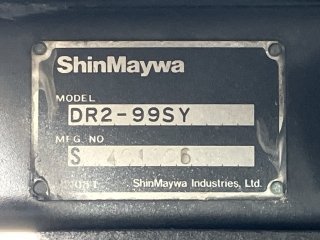 ShinMaywa
MODEL
DR2-99SY
MFG. NO
S
ShinMaywa Industries, Ltd.